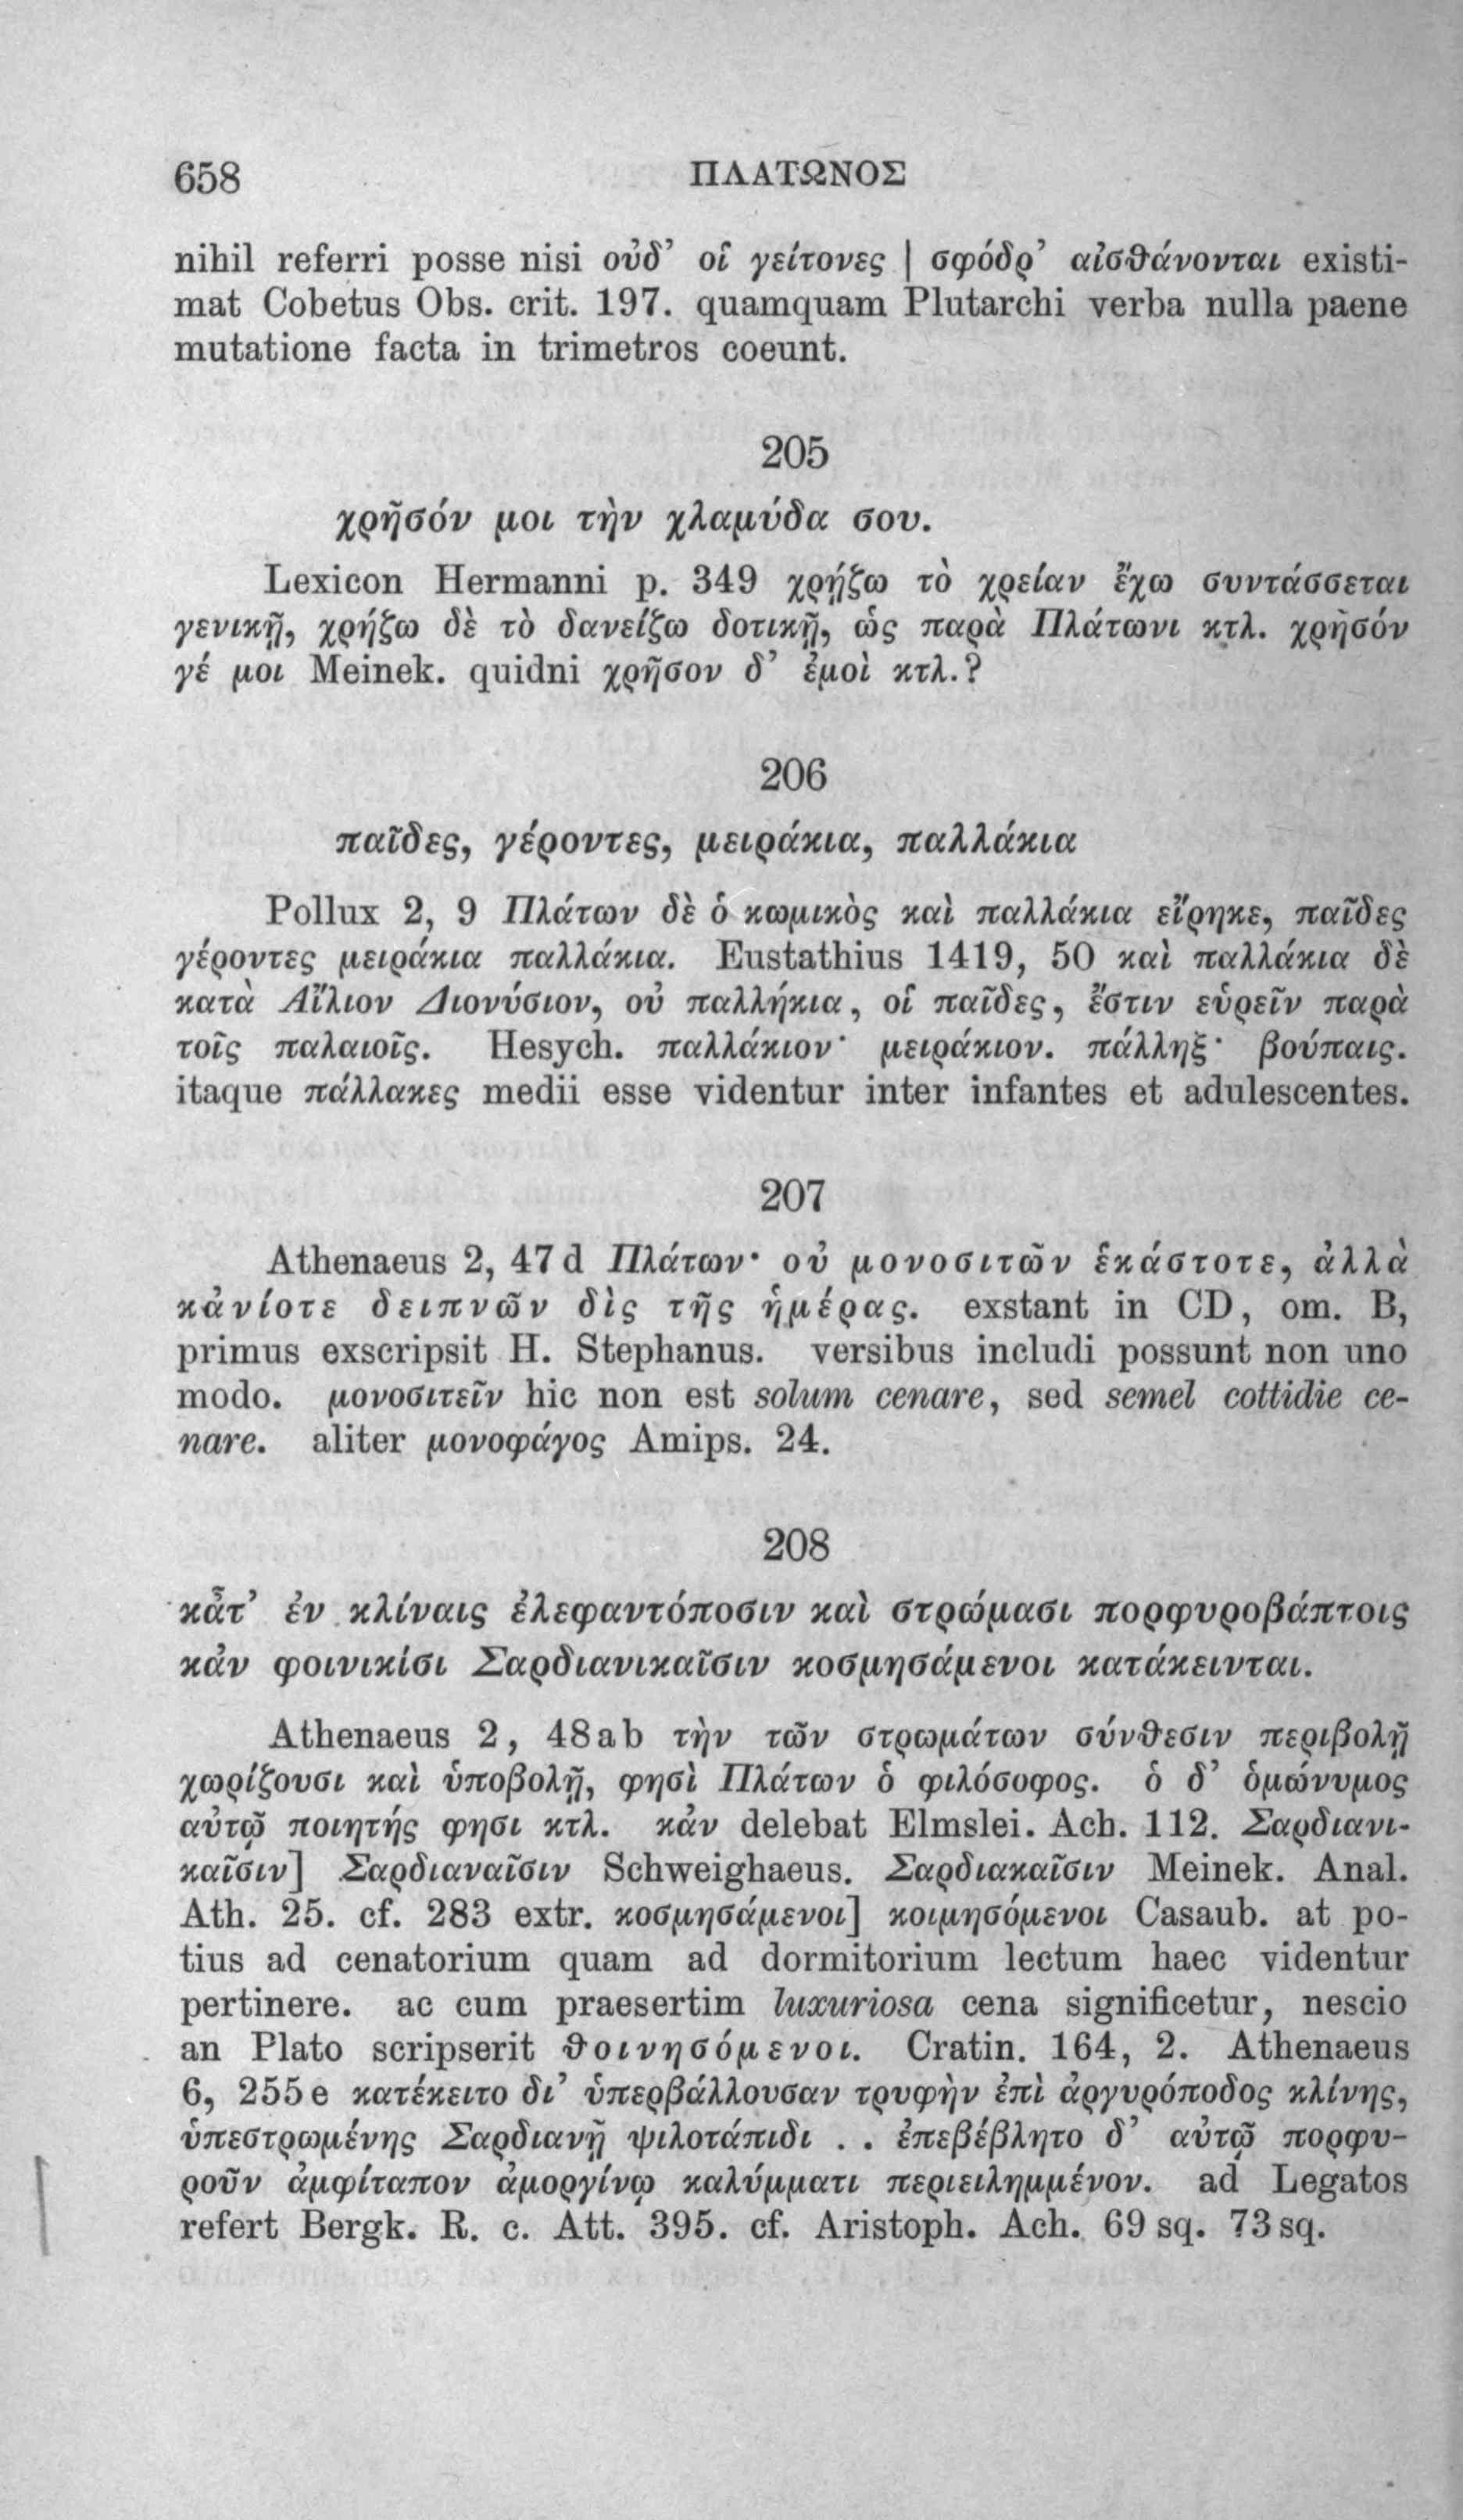 658 ΠΛΑΤΩΝΟΣ
nihil referri posse nisi οὐδ’ οἱ γείτονες | σφόδρ’ αἰσθάνονται existi-
mat Cobetus Obs. crit. 197. quamquam Plutarchi verba nulla paene
mutatione facta in trimetros coeunt.
205
χρῆσόν μοι τὴν χλαμύδα σου.
Lexicon Hermanni p. 349 χρῄζω τὸ χρείαν ἔχω συντάσσεται
γενικῇ, χρήζω δὲ τὸ δανείζω δοτικῇ, ὡς παρὰ Πλάτωνι κτλ. χρῆσόν
γέ μοι Meinek. quidni χρῆσον δ’ ἐμοὶ κτλ.?
206
παῖδες, γέροντες, μειράκια, παλλάκια
Pollux 2, 9 Πλάτων δὲ ὁ κωμικὸς καὶ παλλάκια εἴρηκε, παῖδες
γέροντες μειράκια παλλάκια. Eustathius 1419, 50 καὶ παλλάκια δὲ
κατὰ Αἴλιον Διονύσιον, οὐ παλλήκια, οἱ παῖδες, ἔστιν εὑρεῖν παρὰ
τοῖς παλαιοῖς. Hesych. παλλάκιον· μειράκιον. πάλληξ· βούπαις.
itaque πάλλακες medii esse videntur inter infantes et adulescentes.
207
Athenaeus 2, 47 d Πλάτων· οὐ μονοσιτῶν ἑκάστοτε, ἀλλὰ
κἀνίοτε δειπνῶν δὶς τῆς ἡμέρας. exstant in CD, om. B,
primus exscripsit H. Stephanus. versibus includi possunt non uno
modo. μονοσιτεῖν hic non est solum cenare, sed semel cottidie ce-
nare. aliter μονοφάγος Amips. 24.
208
κᾆτ’ ἐν κλίναις ἐλεφαντόποσιν καὶ στρώμασι πορφυροβάπτοις
κἀν φοινικίσι Σαρδιανικαῖσιν κοσμησάμενοι κατάκεινται.
Athenaeus 2, 48 a b τὴν τῶν στρωμάτων σύνθεσιν περιβολῇ
χωρίζουσι καὶ ὑποβολῇ, φησὶ Πλάτων ὁ φιλόσοφος. ὁ δ’ ὁμώνυμος
αὐτῷ ποιητής φησι κτλ. κἀν delebat Elmslei. Ach. 112. Σαρδιανι-
καῖσιν] Σαρδιαναῖσιν Schweighaeus. Σαρδιακαῖσιν Meinek. Anal.
Ath. 25. cf. 283 extr. κοσμησάμενοι] κοιμησόμενοι Casaub. at po-
tius ad cenatorium quam ad dormitorium lectum haec videntur
pertinere. ac cum praesertim luxuriosa cena significetur, nescio
an Plato scripserit θοινησόμενοι. Cratin. 164, 2. Athenaeus
6, 255 e κατέκειτο δι’ ὑπερβάλλουσαν τρυφὴν ἐπὶ ἀργυρόποδος κλίνης,
ὑπεστρωμένης Σαρδιανῇ ψιλοτάπιδι . . ἐπεβέβλητο δ’ αὐτῷ πορφυ-
ροῦν ἀμφίταπον ἀμοργίνῳ καλύμματι περιειλημμένον. ad Legatos
refert Bergk. R. c. Att. 395. cf. Aristoph. Ach. 69 sq. 73 sq.